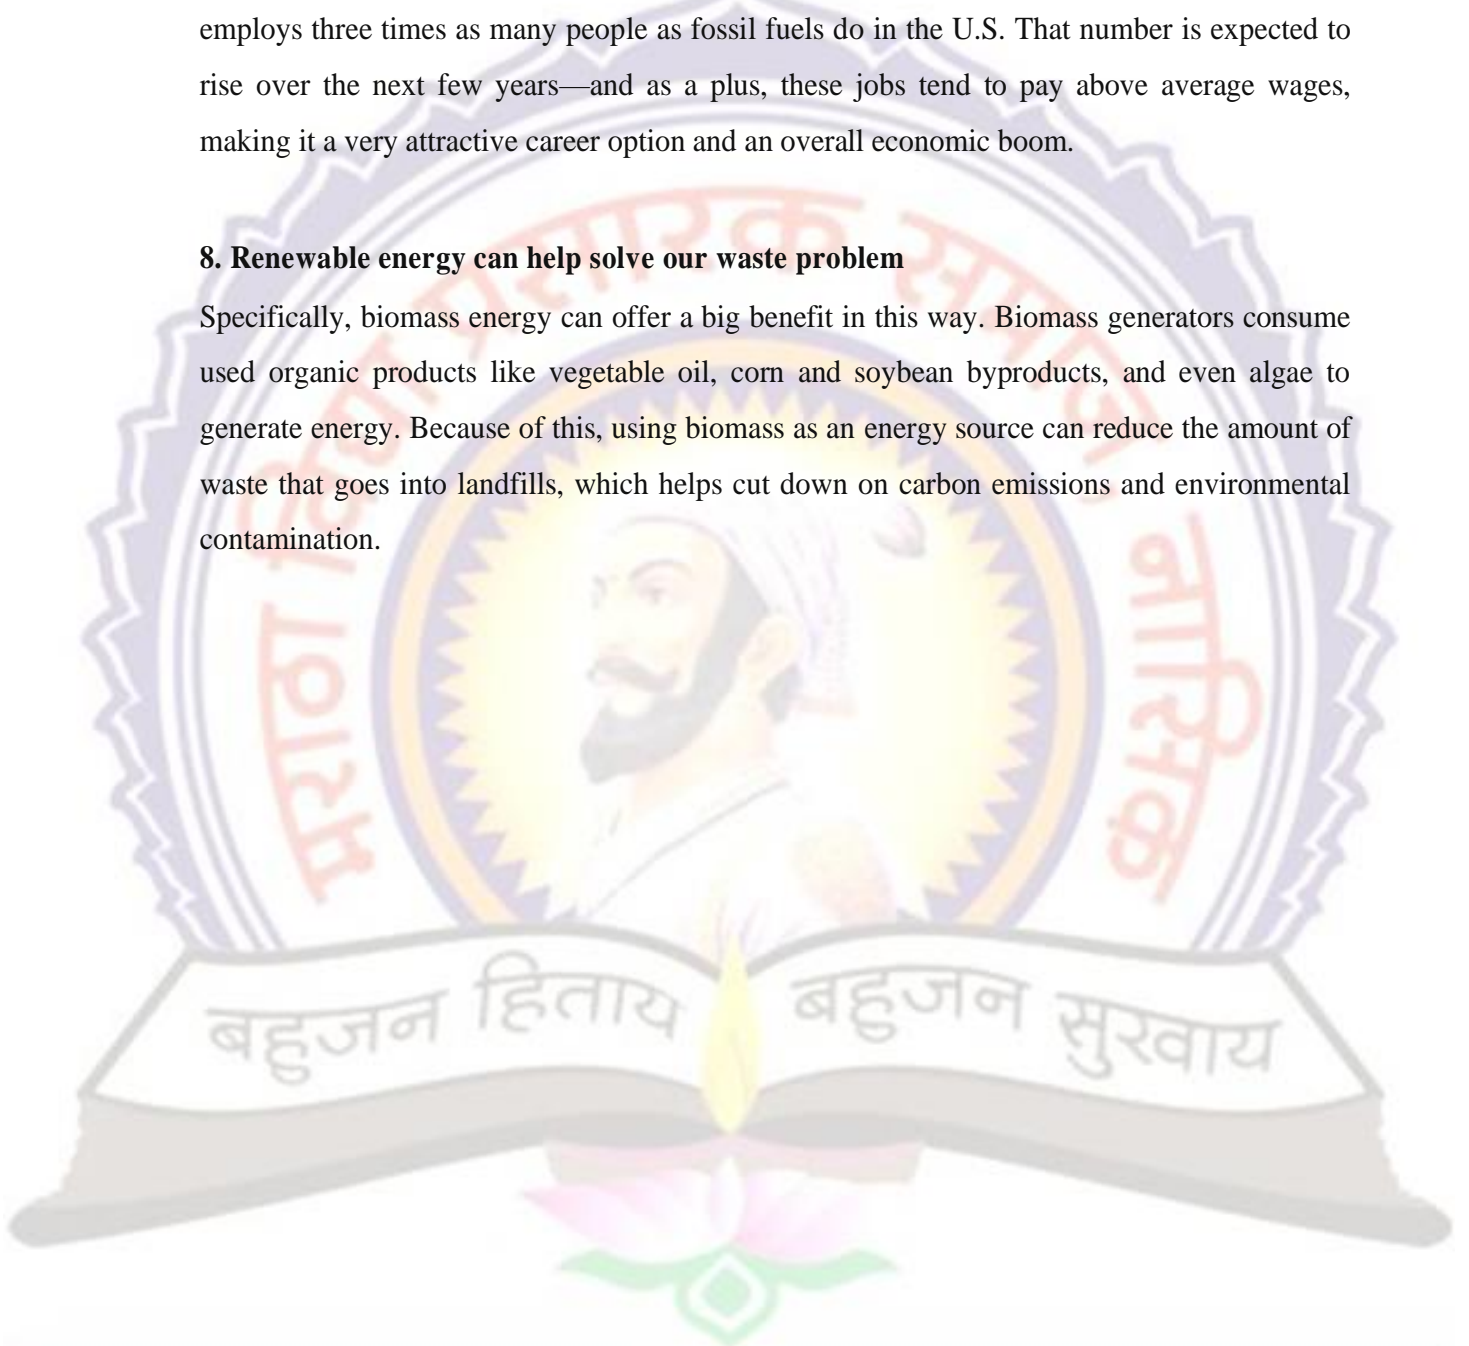 employs three times as many people as fossil fuels do in the U.S. That number is expected to
rise over the next few years—and as a plus, these jobs tend to pay above average wages,
making it a very attractive career option and an overall economic boom.
8. Renewable energy can help solve our waste problem
Specifically, biomass energy can offer a big benefit in this way. Biomass generators consume
used organic products like vegetable oil, corn and soybean byproducts, and even algae to
generate energy. Because of this, using biomass as an energy source can reduce the amount of
waste that goes into landfills, which helps cut down on carbon emissions and environmental
contamination.
मराठा विद्या प्रसारक समाज, नासिक
बहुजन हिताय बहुजन सुखाय